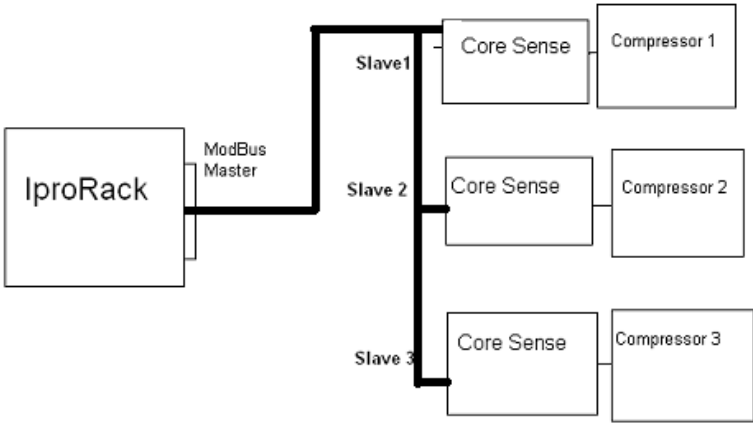 IproRack
ModBus
Master
Slave1
Core Sense
Compressor 1
Slave 2
Core Sense
Compressor 2
Slave 3
Core Sense
Compressor 3